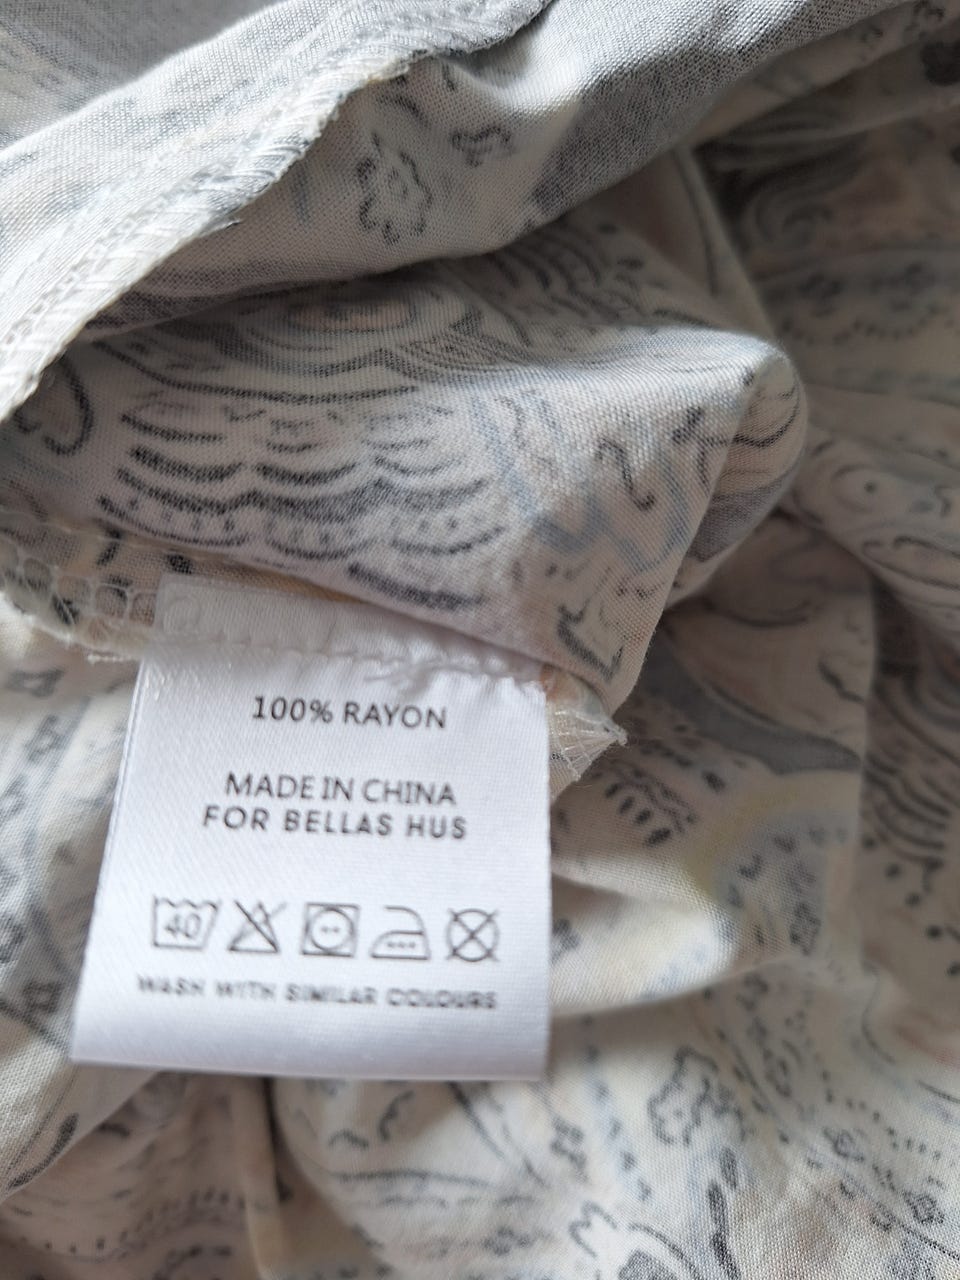 100% RAYON
MADE IN CHINA
FOR BELLAS HUS
40
WASH WITH SIMILAR COLOURS